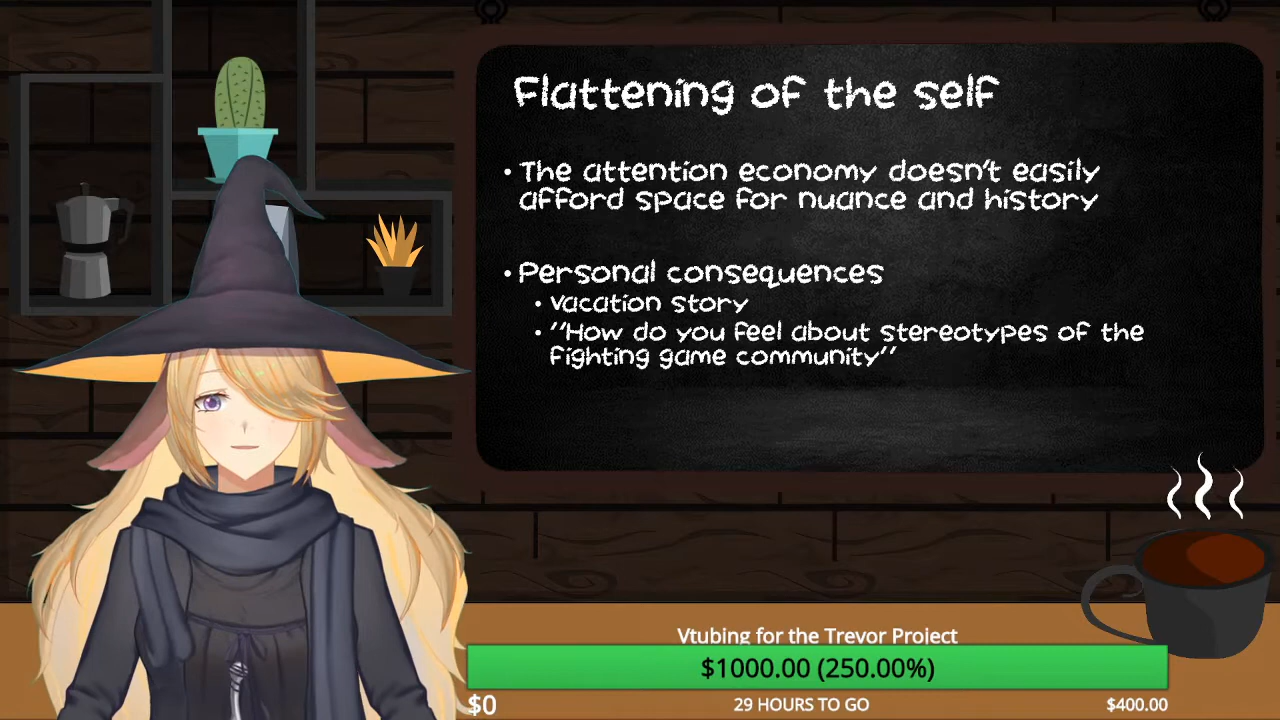 Flattening of the self
• The attention economy doesn't easily
afford space for nuance and history
• Personal consequences
• Vacation story
• ''How do you feel about stereotypes of the
fighting game community''
Vtubing for the Trevor Project
$1000.00 (250.00%)
$0 29 HOURS TO GO $400.00